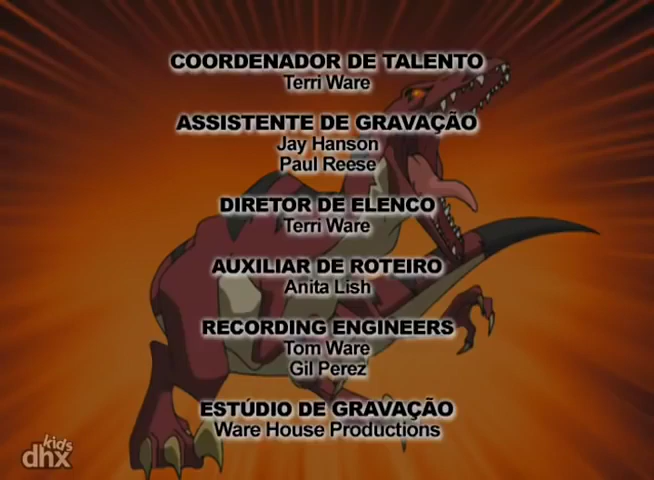 COORDENADOR DE TALENTO
Terri Ware
ASSISTENTE DE GRAVAÇÃO
Jay Hanson
Paul Reese
DIRETOR DE ELENCO
Terri Ware
AUXILIAR DE ROTEIRO
Anita Lish
RECORDING ENGINEERS
Tom Ware
Gil Perez
ESTÚDIO DE GRAVAÇÃO
Ware House Productions
kids
dhx